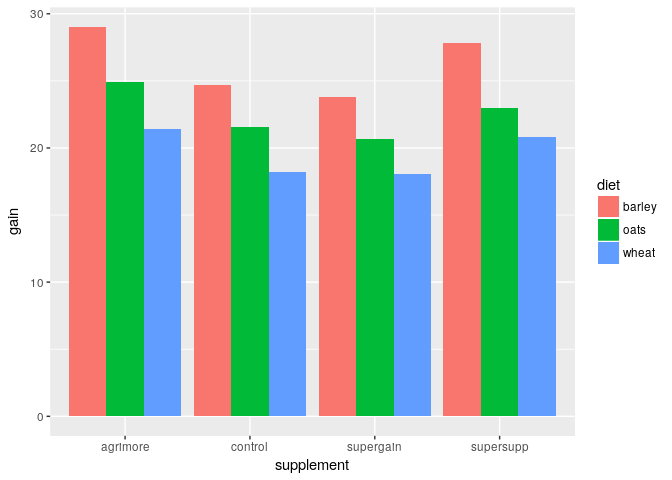 30
20
10
0
gain
agrimore
control
supergain
supersupp
supplement
diet
barley
oats
wheat